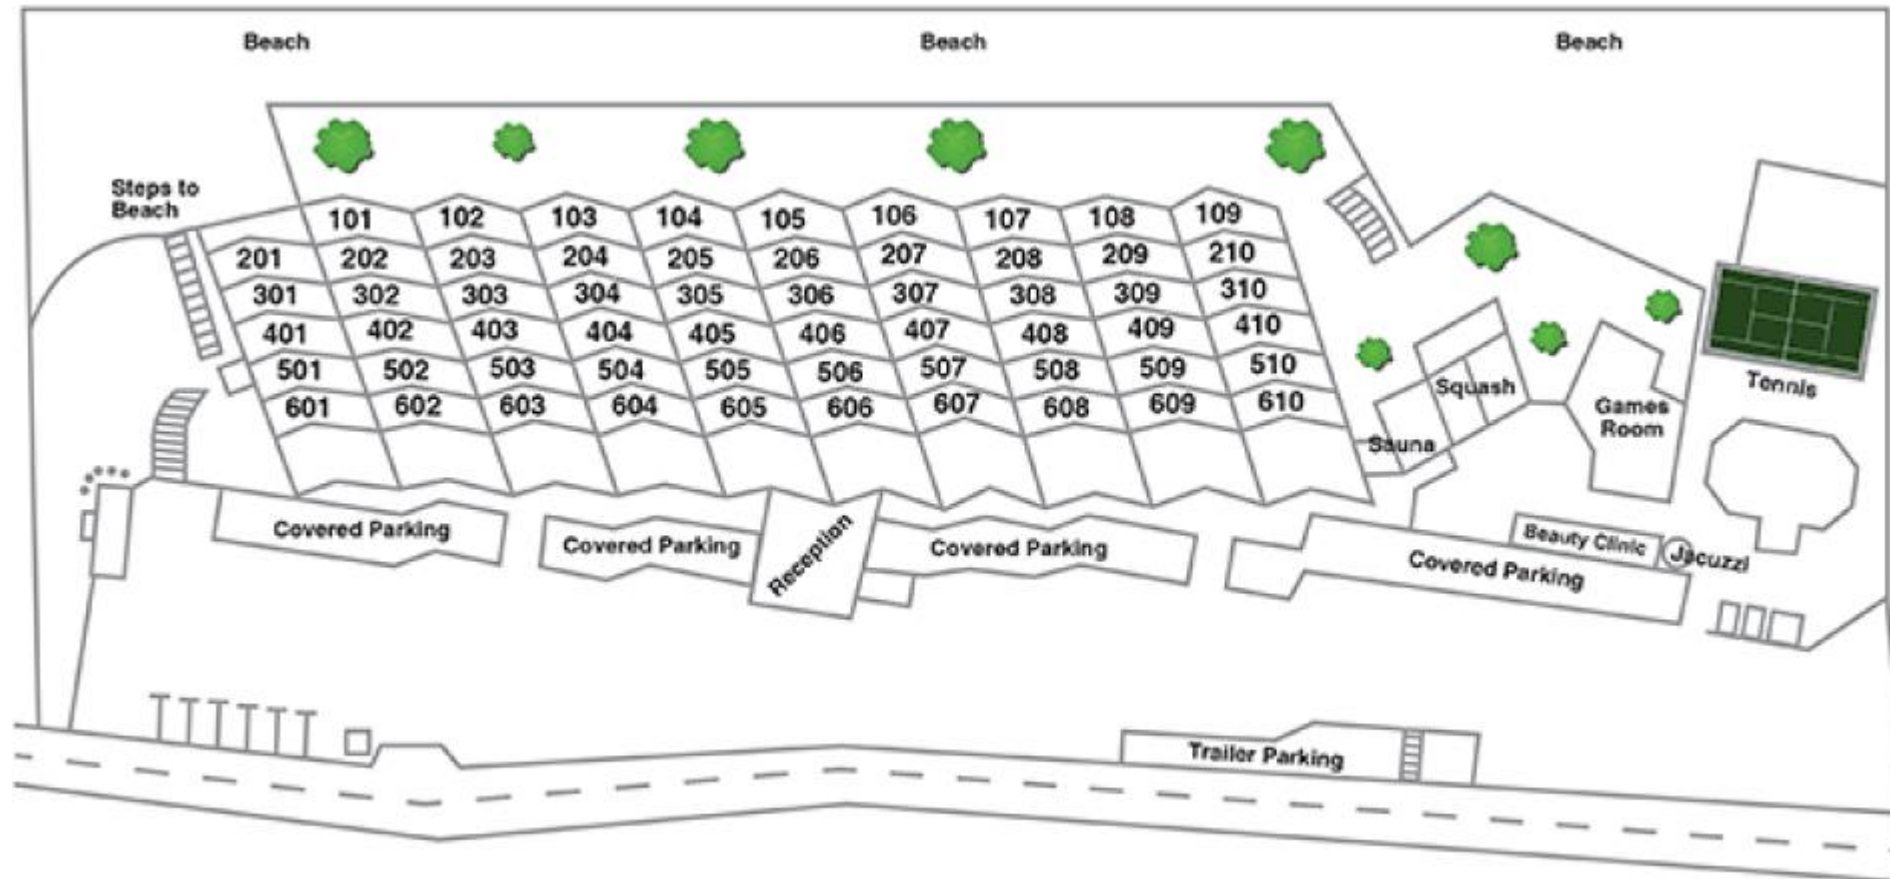 Beach Beach Beach
Steps to
Beach
101 102 103 104 105 106 107 108 109
201 202 203 204 205 206 207 208 209 210
301 302 303 304 305 306 307 308 309 310
401 402 403 404 405 406 407 408 409 410
501 502 503 504 505 506 507 508 509 510
601 602 603 604 605 606 607 608 609 610
Tennis
Squash
Games
Room
Sauna
Covered Parking
Covered Parking
Reception
Covered Parking
Beauty Clinic
Jacuzzi
Covered Parking
Trailer Parking